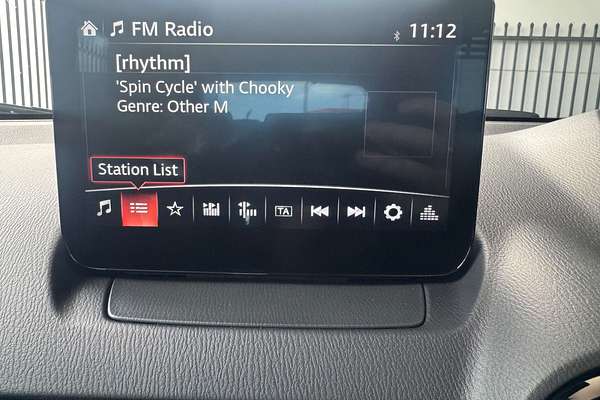 FM Radio
11:12
[rhythm]
'Spin Cycle' with Chooky
Genre: Other M
Station List
TA